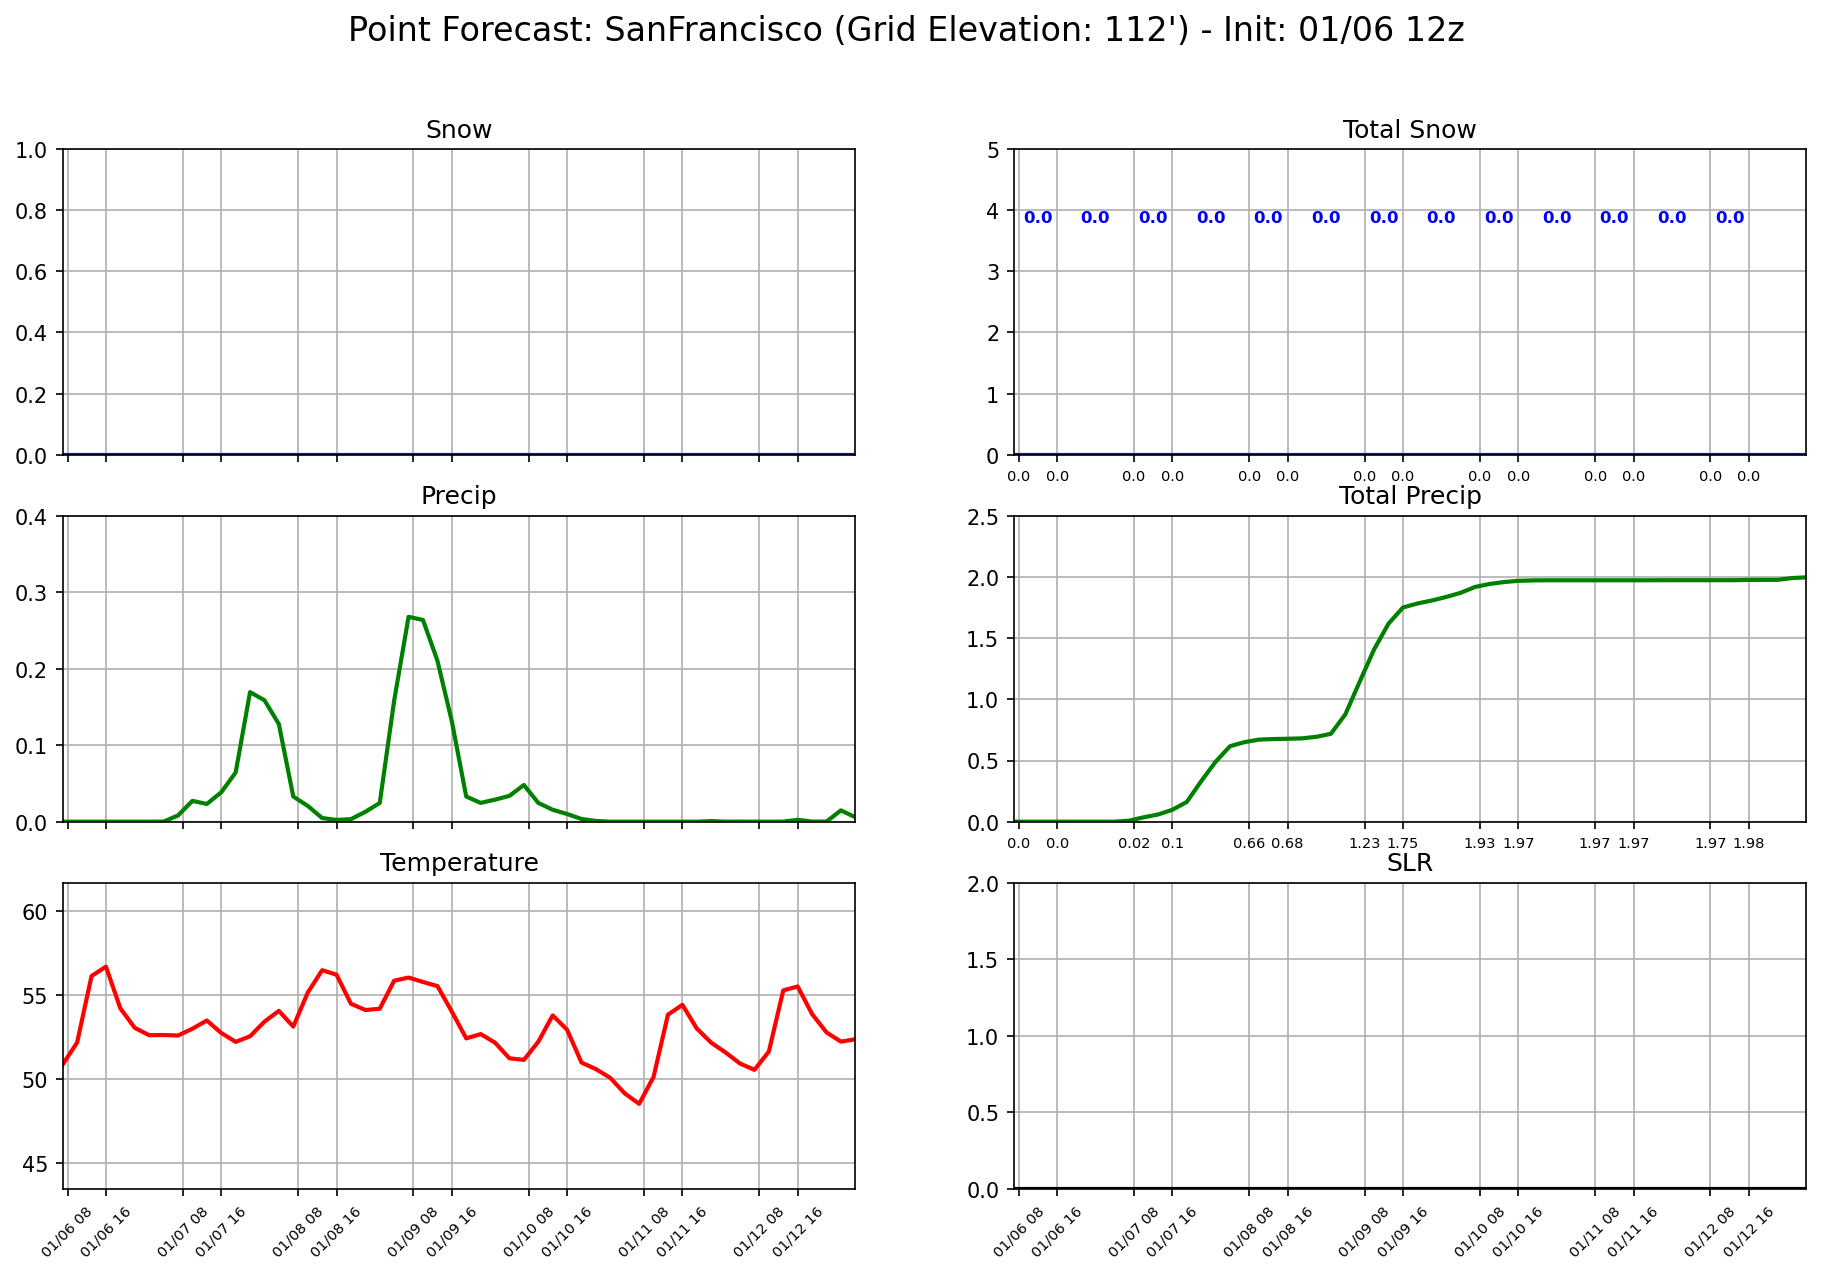 Point Forecast: SanFrancisco (Grid Elevation: 112') - Init: 01/06 12z
Snow
1.0
0.8
0.6
0.4
0.2
0.0
Total Snow
5
4
3
2
1
0
0.0 0.0 0.0 0.0 0.0 0.0 0.0 0.0 0.0 0.0 0.0 0.0 0.0
0.0 0.0 0.0 0.0 0.0 0.0 0.0 0.0 0.0 0.0 0.0 0.0 0.0 0.0
Precip
0.4
0.3
0.2
0.1
0.0
Total Precip
2.5
2.0
1.5
1.0
0.5
0.0
0.0 0.0 0.02 0.1 0.66 0.68 1.23 1.75 1.93 1.97 1.97 1.97 1.97 1.98
Temperature
60
55
50
45
01/06 08 01/06 16 01/07 08 01/07 16 01/08 08 01/08 16 01/09 08 01/09 16 01/10 08 01/10 16 01/11 08 01/11 16 01/12 08 01/12 16
SLR
2.0
1.5
1.0
0.5
0.0
01/06 08 01/06 16 01/07 08 01/07 16 01/08 08 01/08 16 01/09 08 01/09 16 01/10 08 01/10 16 01/11 08 01/11 16 01/12 08 01/12 16